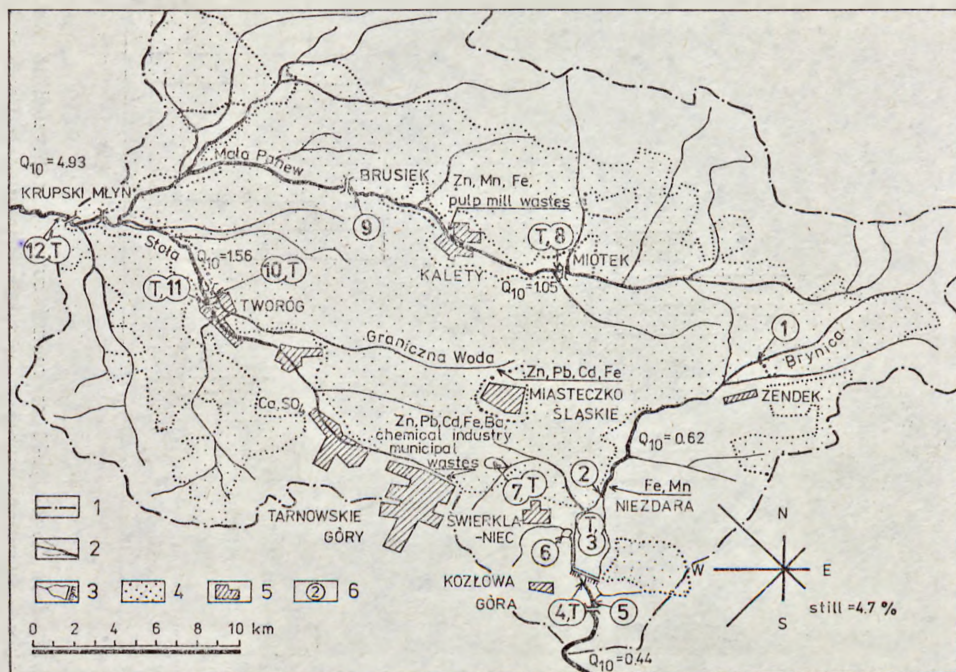 Q10=4.93
KRUPSKI MŁYN
Mała Panew
BRUSIEK
Zn, Mn, Fe,
pulp mill wastes
9
T, 8
MIOTEK
KALETY
Q10=1.05
12,T
Stoła
Q10=1.56
10,T
T, 11
TWORÓG
1
Brynica
Graniczna Woda
Zn, Pb, Cd, Fe
MIASTECZKO
ŚLĄSKIE
ŻENDEK
Ca, SO4
Zn, Pb, Cd, Fe, Ba,
chemical industry
municipal
wastes
Q10=0.62
2
Fe, Mn
NIEZDARA
7,T
T,
3
TARNOWSKIE
GÓRY
ŚWIERKLA
-NIEC
6
KOZŁOWA
GÓRA
4,T
5
Q10=0.44
N
W
E
S
still =4.7 %
1
2
3
4
5
2
6
0 2 4 6 8 10 km